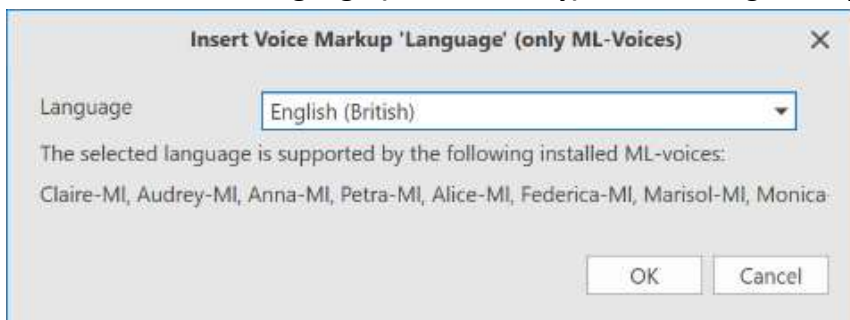 Insert Voice Markup 'Language' (only ML-Voices)
Language English (British)
The selected language is supported by the following installed ML-voices:
Claire-Ml, Audrey-Ml, Anna-Ml, Petra-Ml, Alice-Ml, Federica-Ml, Marisol-Ml, Monica-
OK Cancel